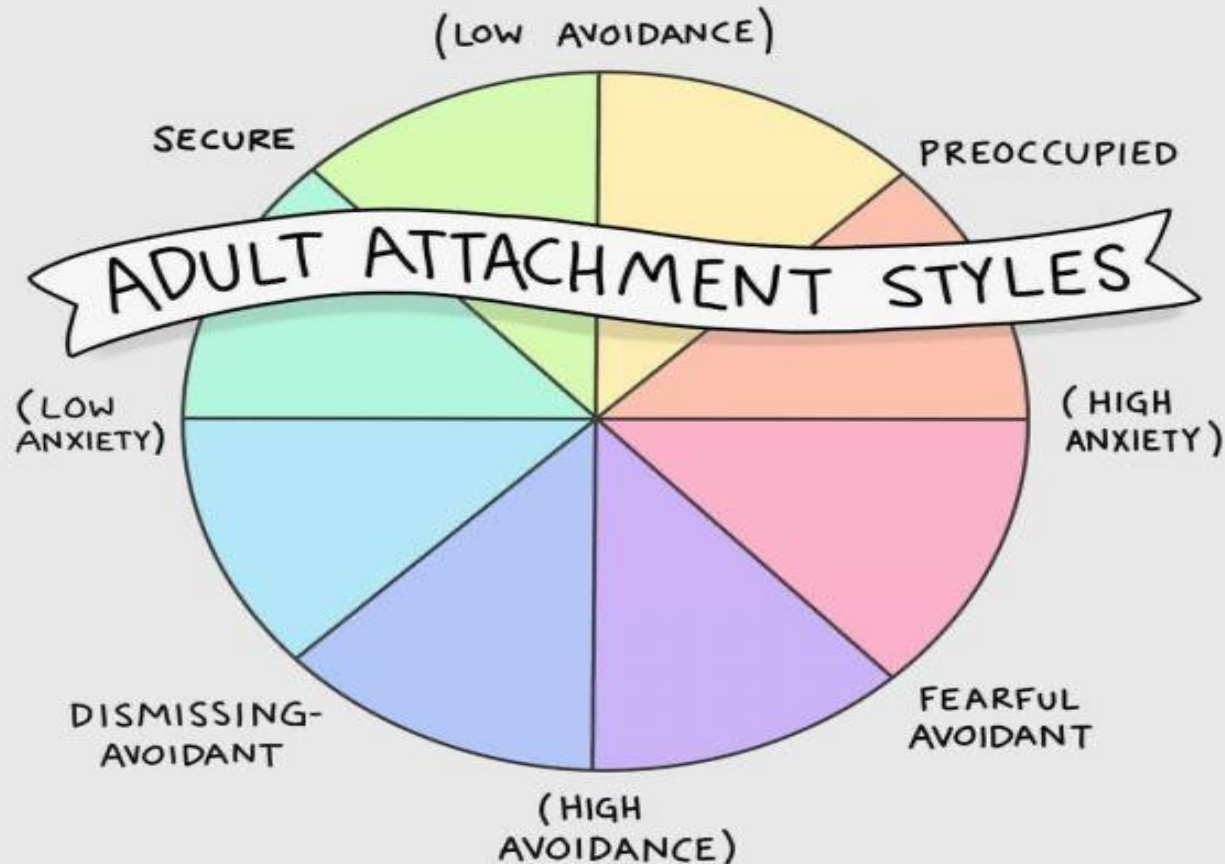 (LOW AVOIDANCE)
SECURE
PREOCCUPIED
ADULT ATTACHMENT STYLES
(LOW
ANXIETY)
(HIGH
ANXIETY)
DISMISSING-
AVOIDANT
FEARFUL
AVOIDANT
(HIGH
AVOIDANCE)